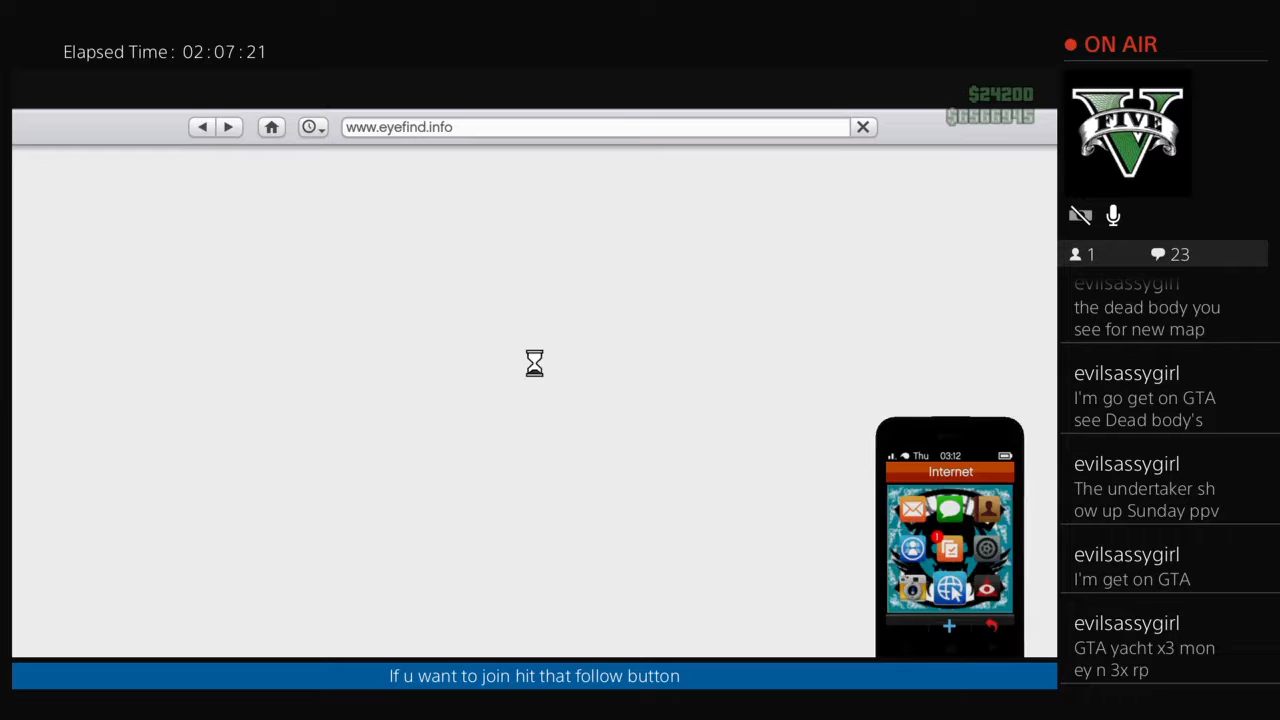 Elapsed Time: 02:07:21
ON AIR
$24200
www.eyefind.info
FIVE
1 23
evilsassygirl
the dead body you
see for new map
evilsassygirl
I'm go get on GTA
see Dead body's
evilsassygirl
The undertaker sh
ow up Sunday ppv
evilsassygirl
I'm get on GTA
evilsassygirl
GTA yacht x3 mon
ey n 3x rp
Thu 03:12
Internet
1
If u want to join hit that follow button